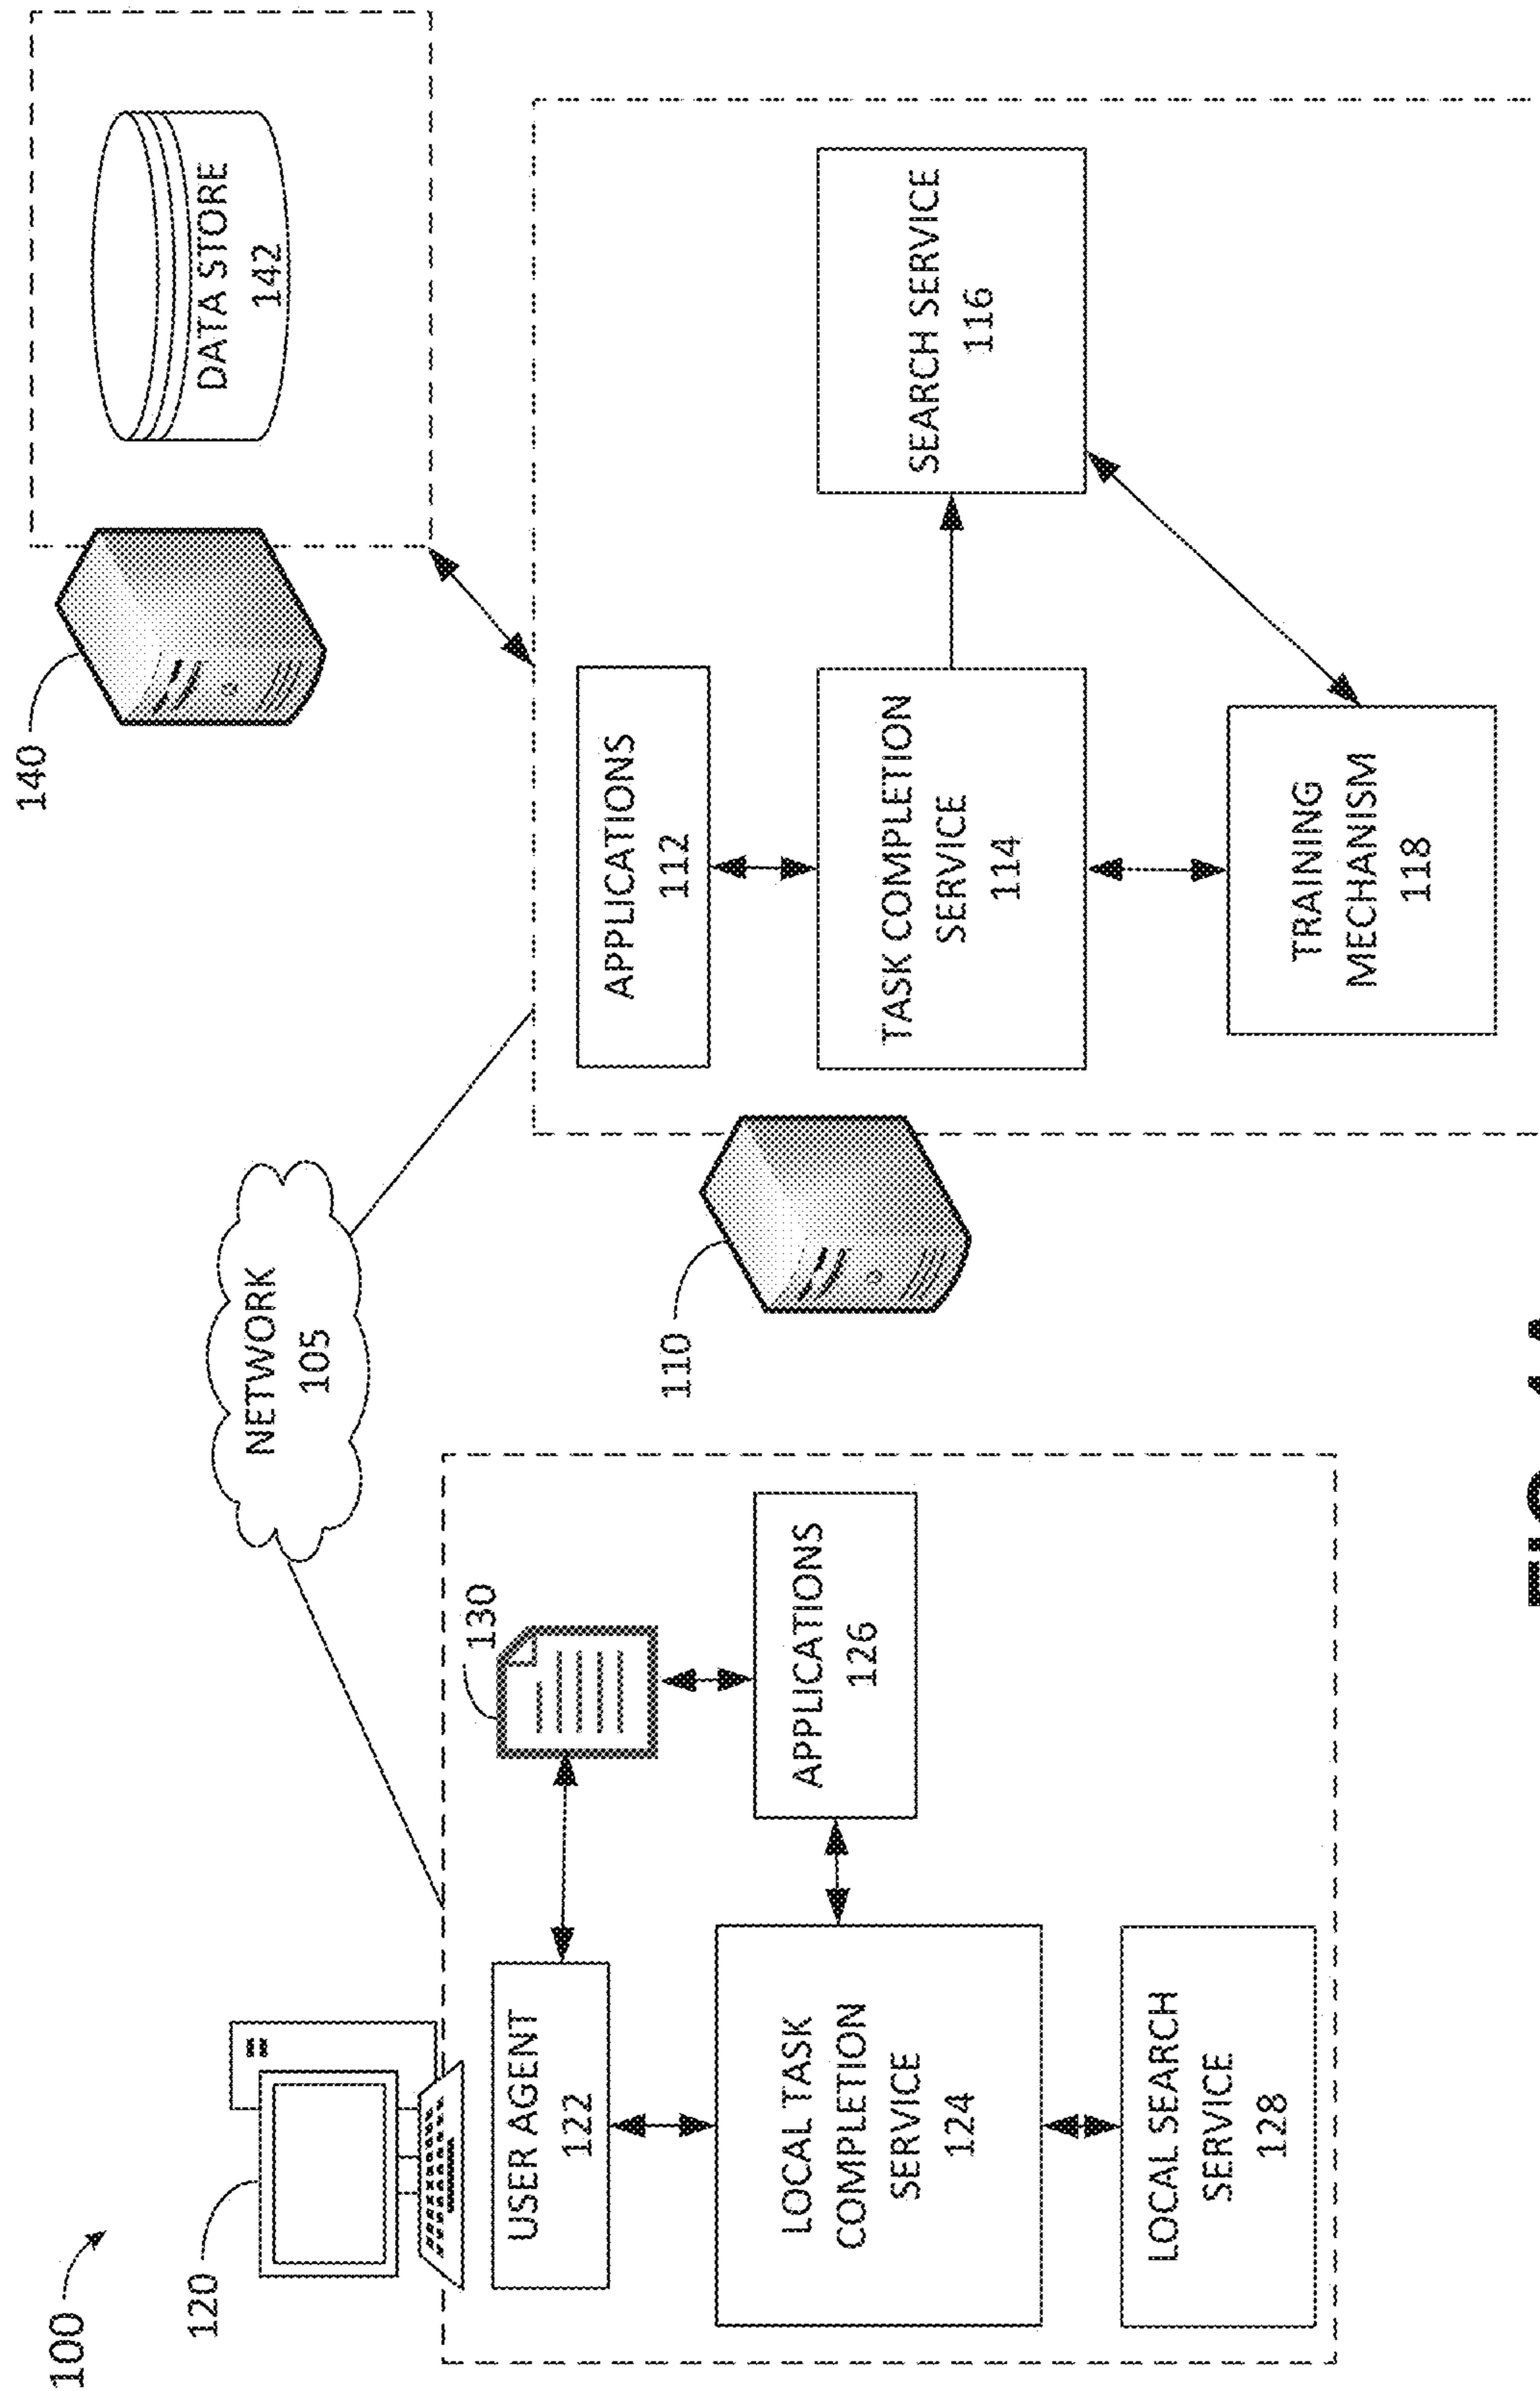 100
120
NETWORK
105
140
DATA STORE
142
USER AGENT
122
130
LOCAL TASK
COMPLETION
SERVICE
124
APPLICATIONS
126
LOCAL SEARCH
SERVICE
128
110
APPLICATIONS
112
TASK COMPLETION
SERVICE
114
SEARCH SERVICE
116
TRAINING
MECHANISM
118